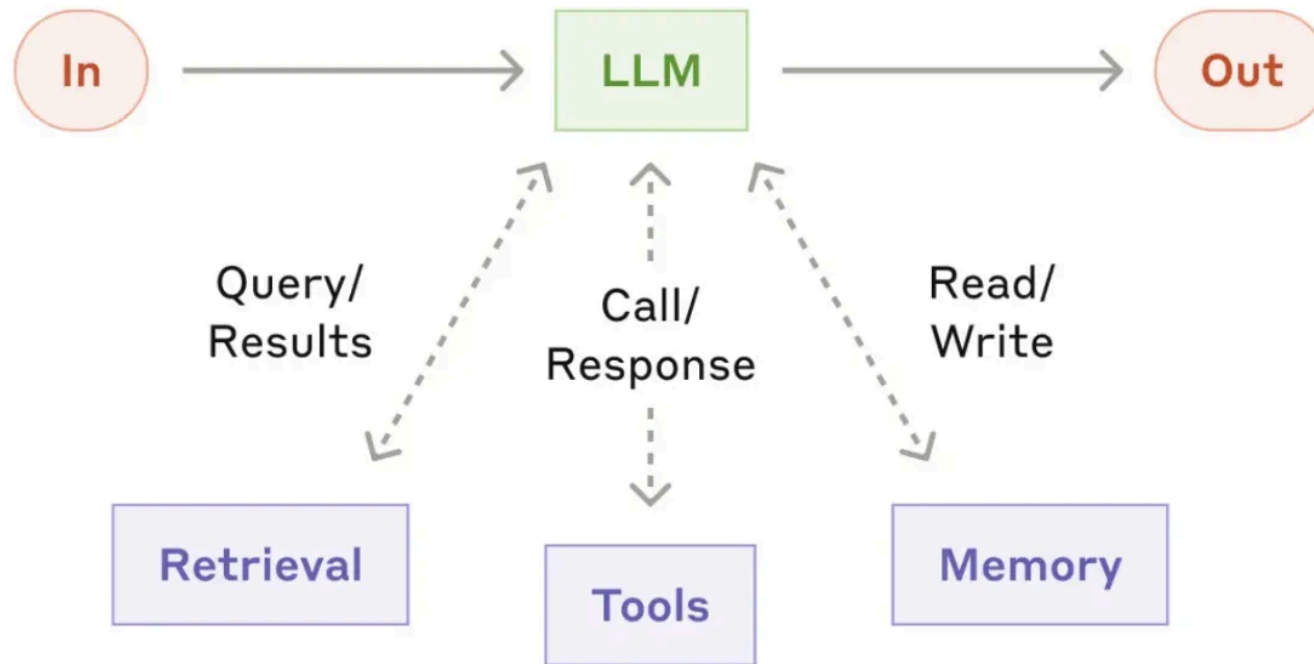 In
LLM
Out
Query/
Results
Call/
Response
Read/
Write
Retrieval
Tools
Memory